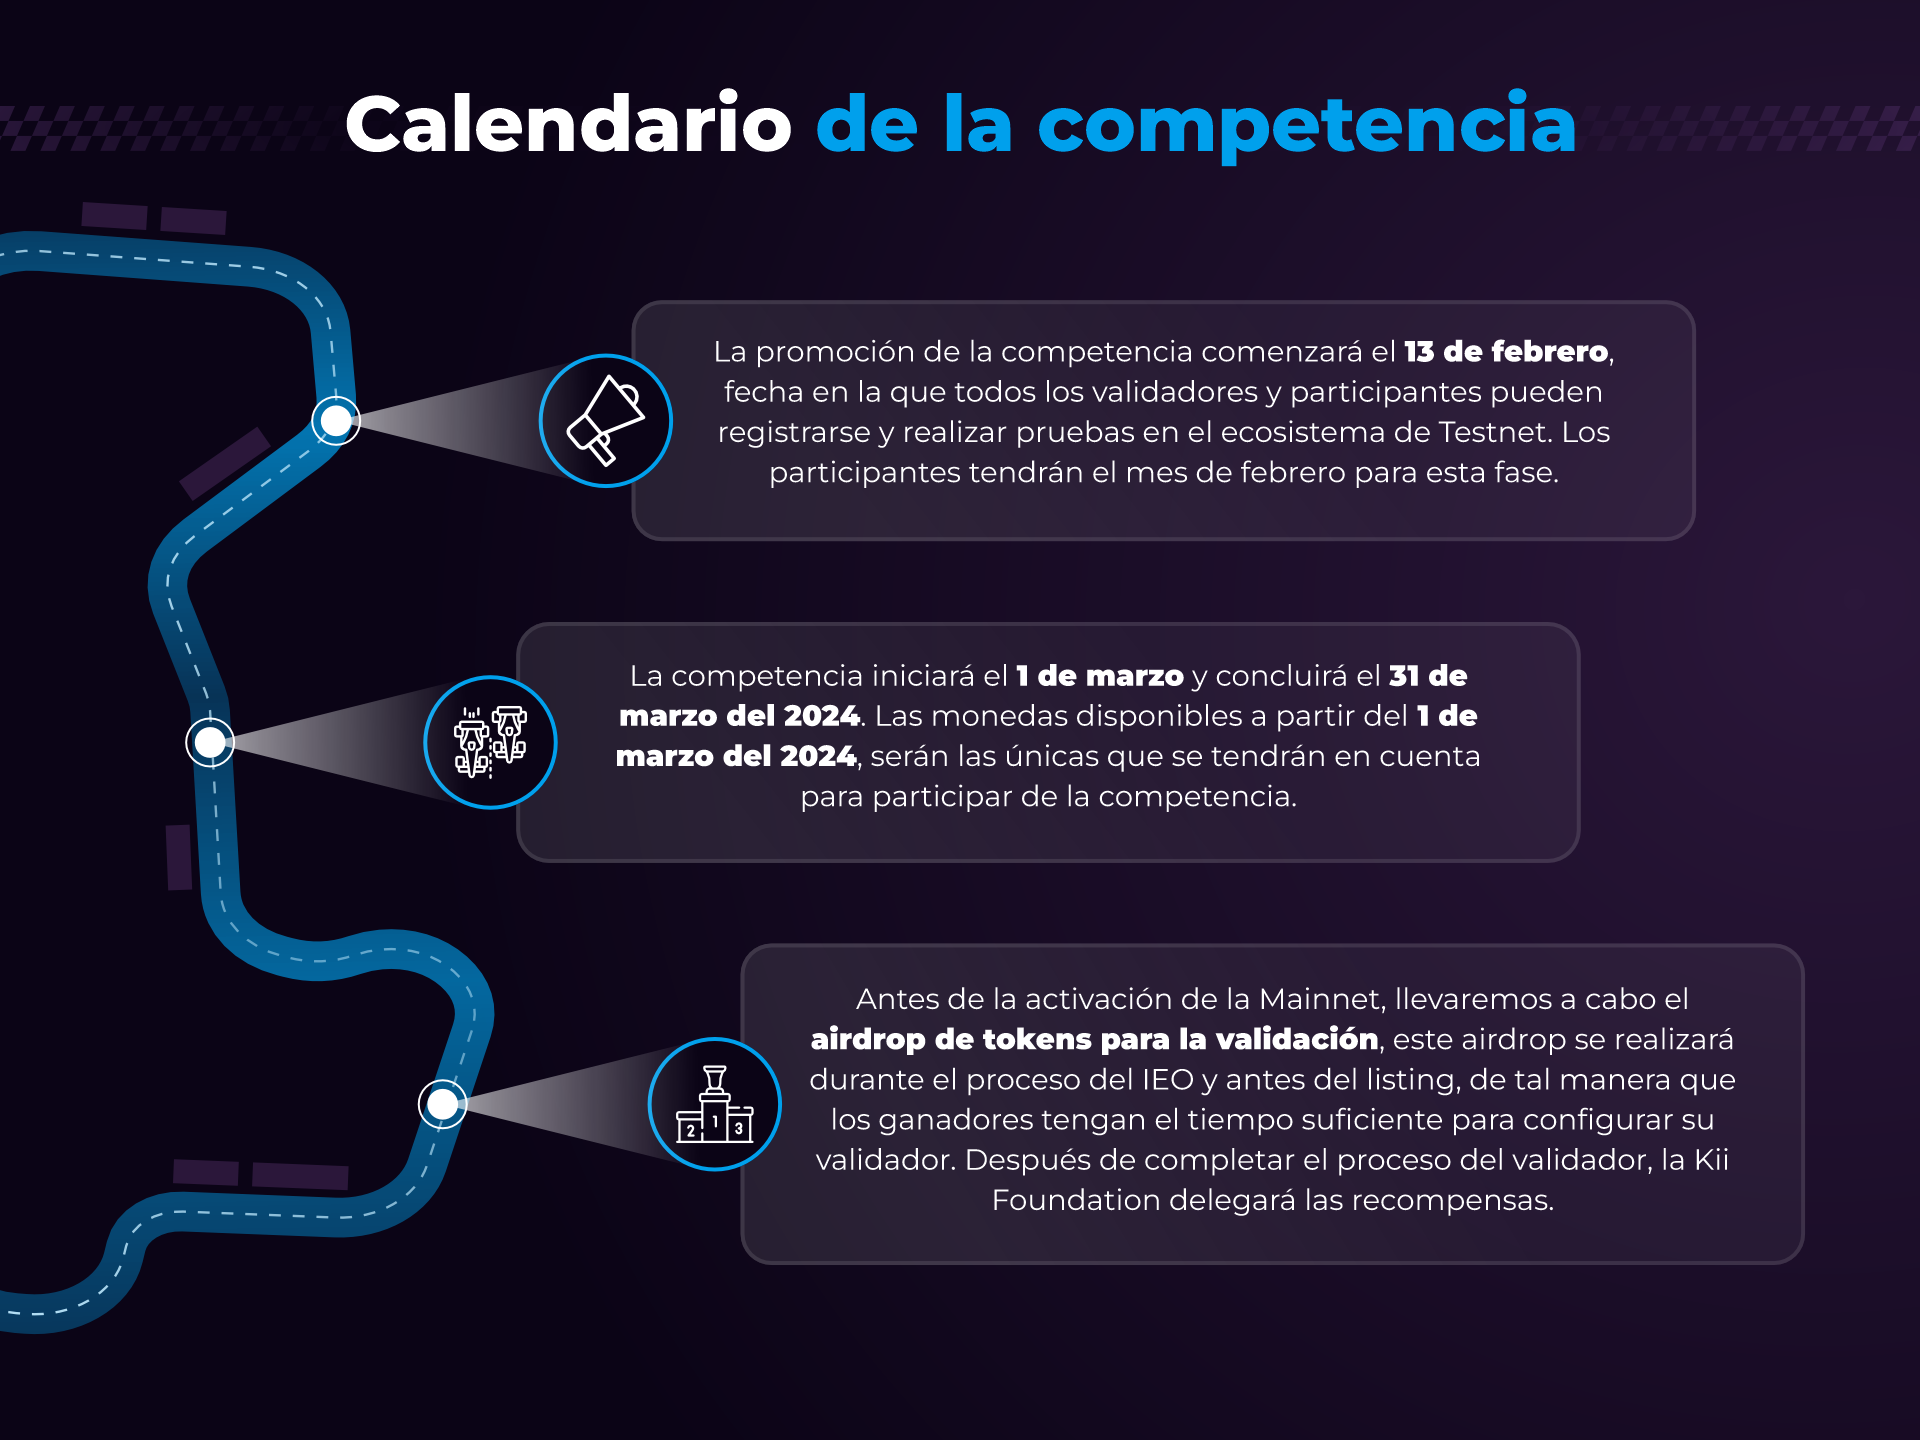 Calendario de la competencia
La promoción de la competencia comenzará el 13 de febrero,
fecha en la que todos los validadores y participantes pueden
registrarse y realizar pruebas en el ecosistema de Testnet. Los
participantes tendrán el mes de febrero para esta fase.
La competencia iniciará el 1 de marzo y concluirá el 31 de
marzo del 2024. Las monedas disponibles a partir del 1 de
marzo del 2024, serán las únicas que se tendrán en cuenta
para participar de la competencia.
Antes de la activación de la Mainnet, llevaremos a cabo el
airdrop de tokens para la validación, este airdrop se realizará
durante el proceso del IEO y antes del listing, de tal manera que
los ganadores tengan el tiempo suficiente para configurar su
validador. Después de completar el proceso del validador, la Kii
Foundation delegará las recompensas.
2 1 3